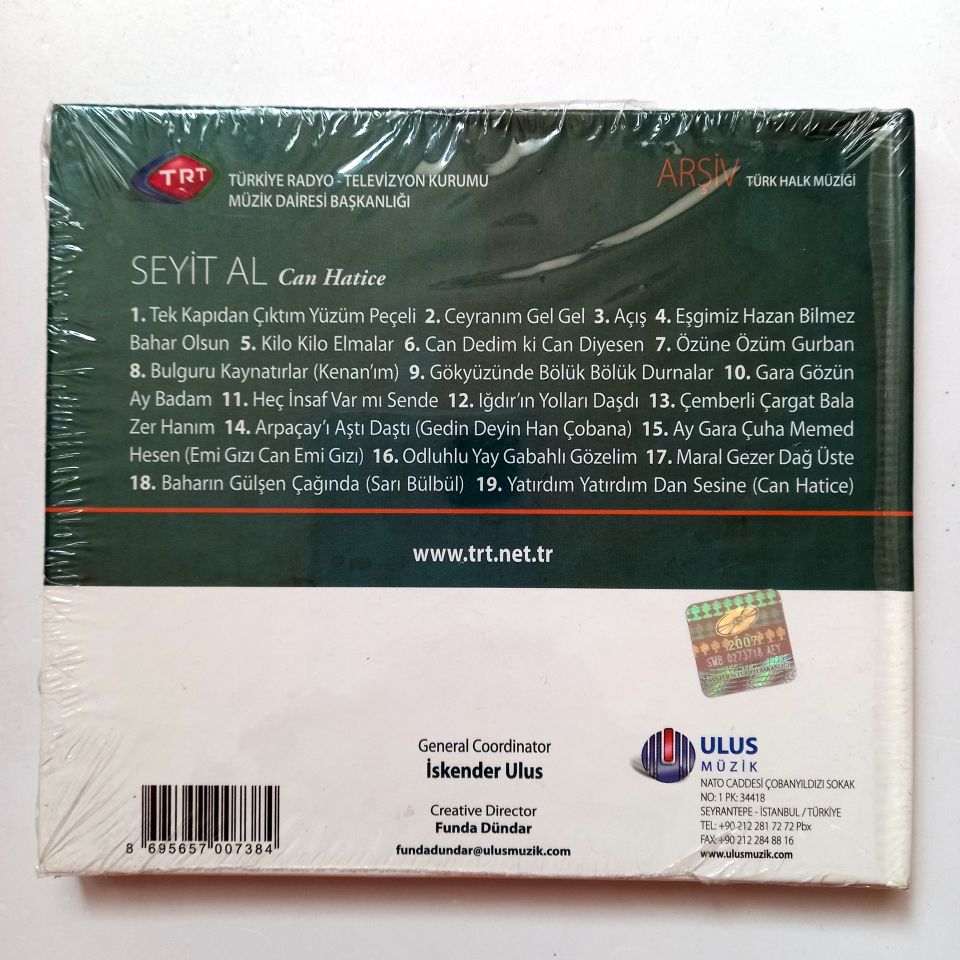 TRT
TÜRKİYE RADYO - TELEVİZYON KURUMU
MÜZİK DAİRESİ BAŞKANLIĞI
ARŞİV TÜRK HALK MÜZİĞİ
SEYİT AL Can Hatice
1. Tek Kapıdan Çıktım Yüzüm Peçeli 2. Ceyranım Gel Gel 3. Açış 4. Eşgimiz Hazan Bilmez
Bahar Olsun 5. Kilo Kilo Elmalar 6. Can Dedim ki Can Diyesen 7. Özüne Özüm Gurban
8. Bulguru Kaynatırlar (Kenan'ım) 9. Gökyüzünde Bölük Bölük Durnalar 10. Gara Gözün
Ay Badam 11. Heç İnsaf Var mı Sende 12. Iğdır'ın Yolları Daşdı 13. Çemberli Çargat Bala
Zer Hanım 14. Arpaçay'ı Aştı Daştı (Gedin Deyin Han Çobana) 15. Ay Gara Çuha Memed
Hesen (Emi Gızı Can Emi Gızı) 16. Odluhlu Yay Gabahlı Gözelim 17. Maral Gezer Dağ Üste
18. Baharın Gülşen Çağında (Sarı Bülbül) 19. Yatırdım Yatırdım Dan Sesine (Can Hatice)
www.trt.net.tr
2007
SMB 0273718 AEY
General Coordinator
İskender Ulus
Creative Director
Funda Dündar
fundadundar@ulusmuzik.com
ULUS
MÜZİK
NATO CADDESİ ÇOBANYILDIZI SOKAK
NO: 1 PK: 34418
SEYRANTEPE - İSTANBUL / TÜRKİYE
TEL: +90 212 281 72 72 Pbx
FAX: +90 212 284 88 16
www.ulusmuzik.com
8 695657 007384